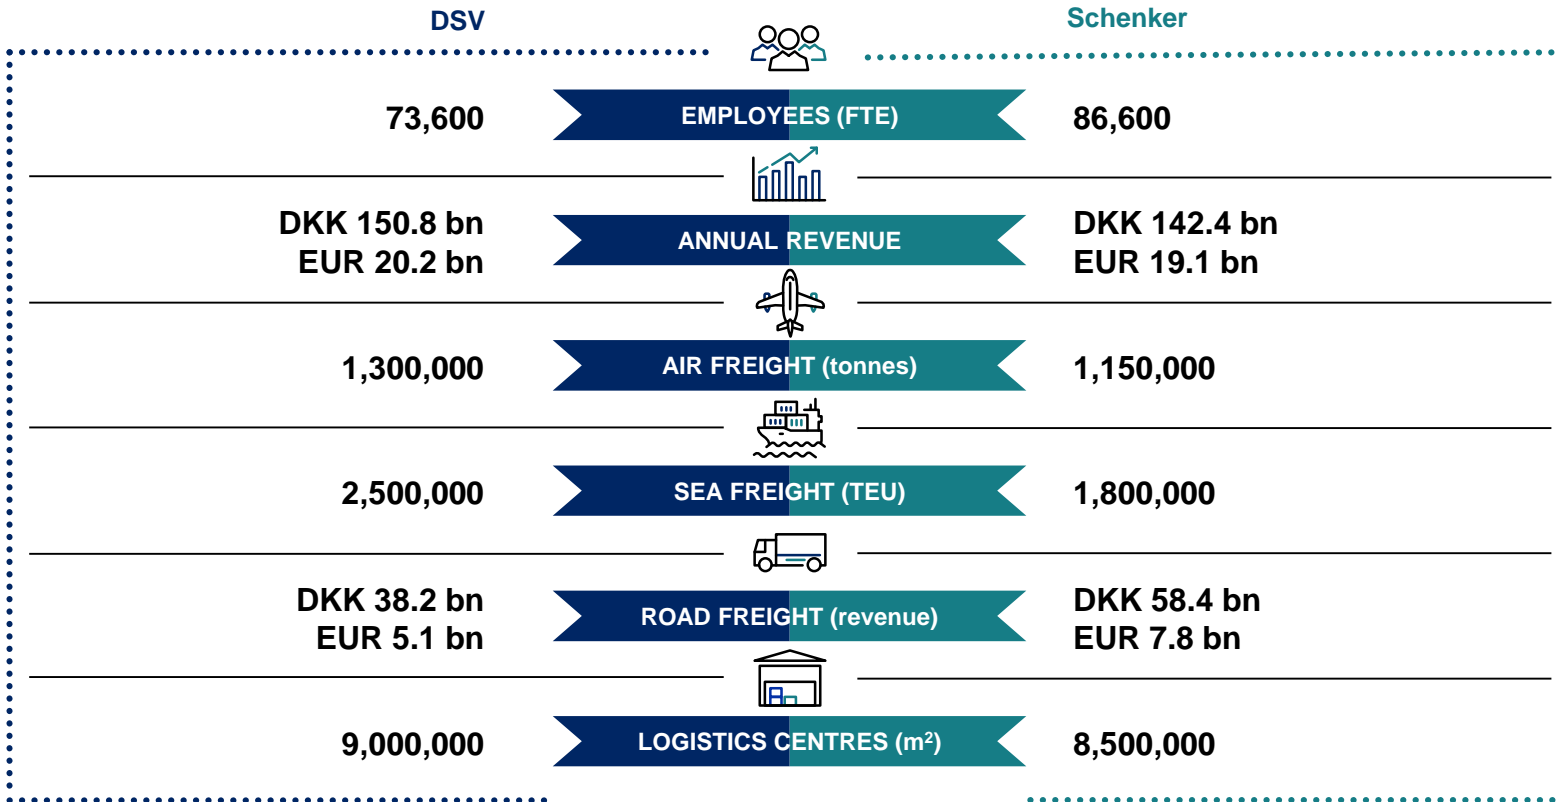 DSV
Schenker
73,600
EMPLOYEES (FTE)
86,600
DKK 150.8 bn
EUR 20.2 bn
ANNUAL REVENUE
DKK 142.4 bn
EUR 19.1 bn
1,300,000
AIR FREIGHT (tonnes)
1,150,000
2,500,000
SEA FREIGHT (TEU)
1,800,000
DKK 38.2 bn
EUR 5.1 bn
ROAD FREIGHT (revenue)
DKK 58.4 bn
EUR 7.8 bn
9,000,000
LOGISTICS CENTRES (m²)
8,500,000